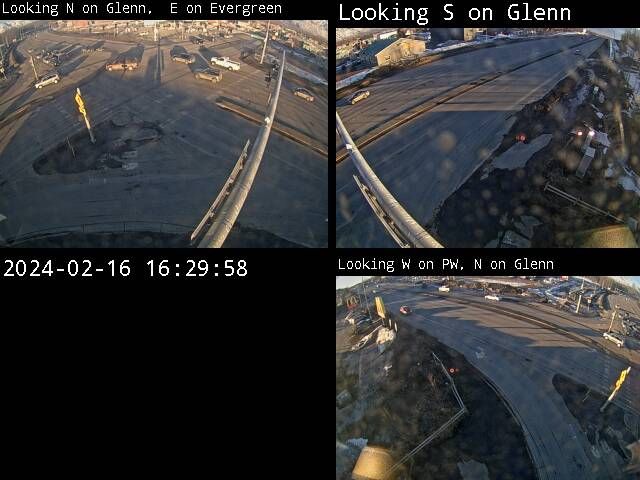 Looking N on Glenn,  E on Evergreen
Looking S on Glenn
2024-02-16 16:29:58
Looking W on PW, N on Glenn